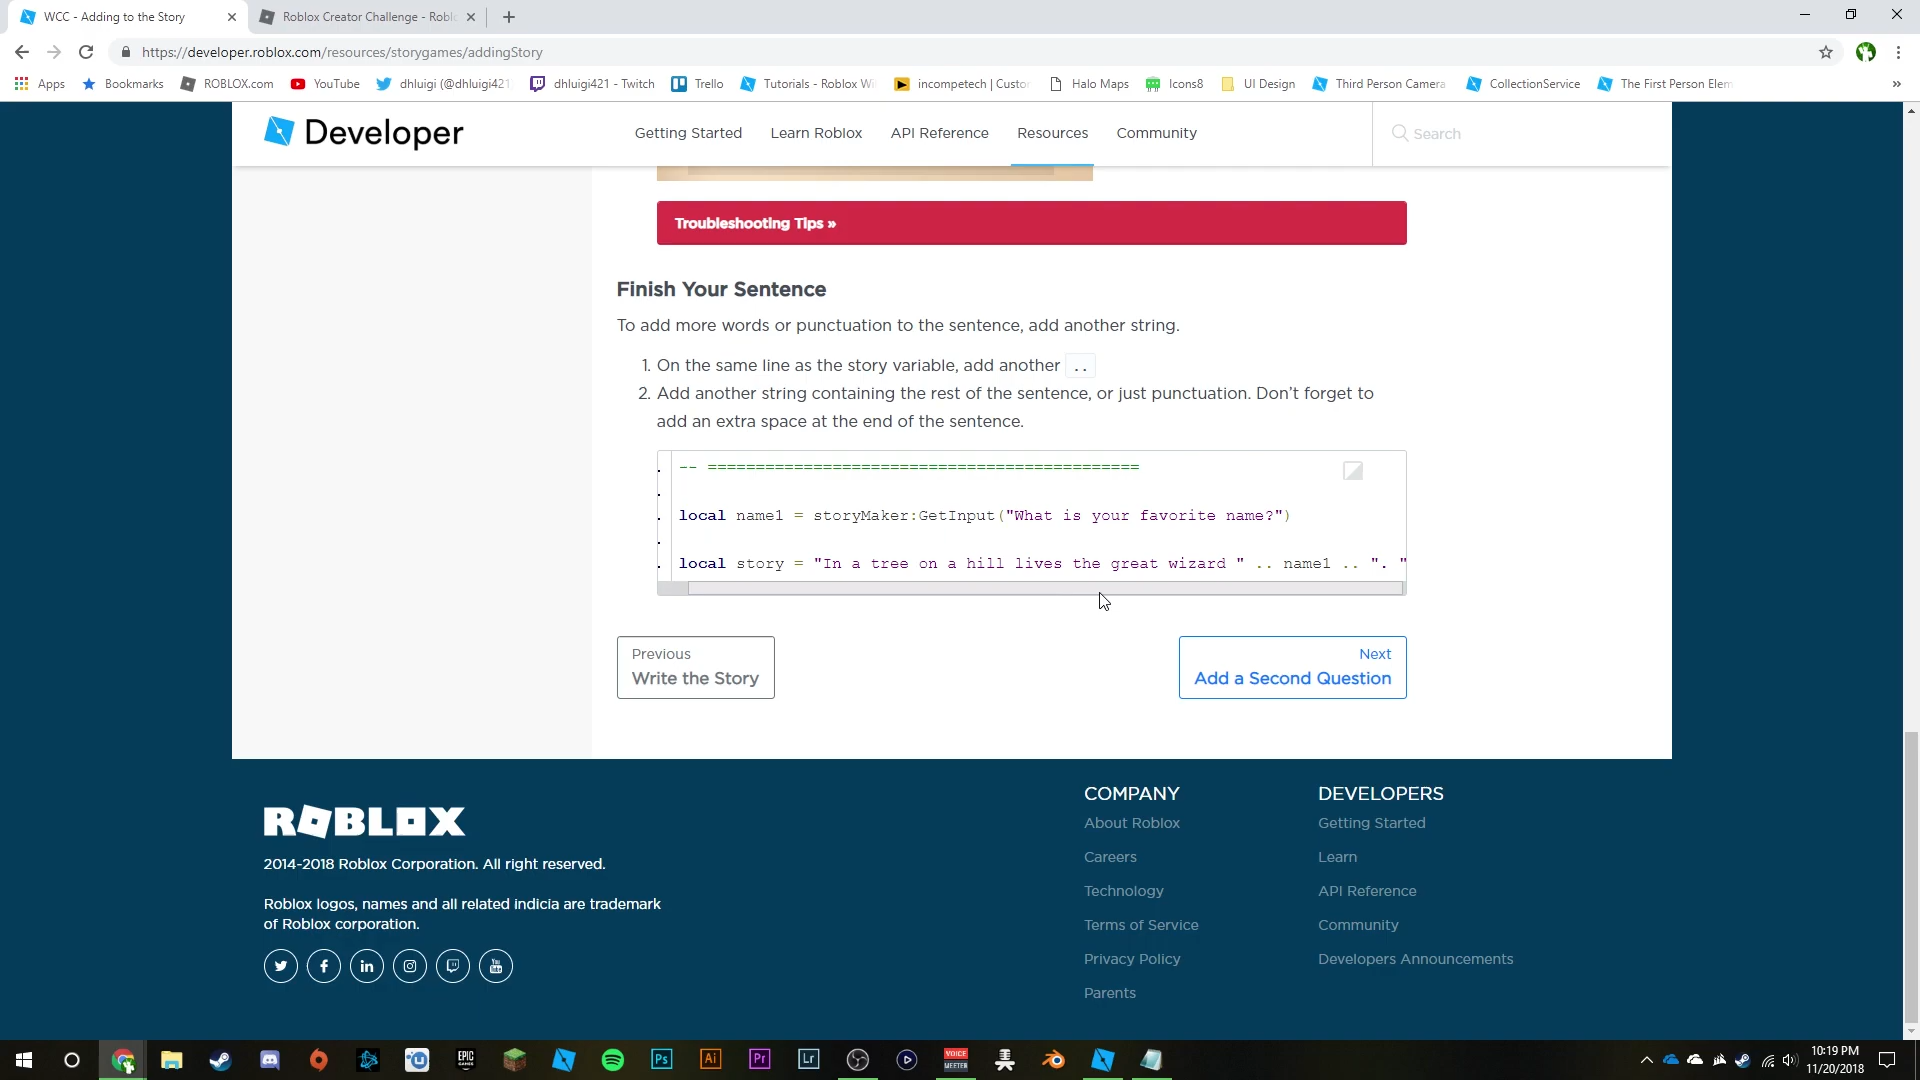 WCC - Adding to the Story
Roblox Creator Challenge - Roblo
https://developer.roblox.com/resources/storygames/addingStory
Apps
Bookmarks
ROBLOX.com
YouTube
dhluigi (@dhluigi421
dhluigi421 - Twitch
Trello
Tutorials - Roblox Wi
incompetech | Custo
Halo Maps
Icons8
UI Design
Third Person Camera
CollectionService
The First Person Elem
»
Developer
Getting Started
Learn Roblox
API Reference
Resources
Community
Search
Troubleshooting Tips »
Finish Your Sentence
To add more words or punctuation to the sentence, add another string.
1. On the same line as the story variable, add another ..
2. Add another string containing the rest of the sentence, or just punctuation. Don’t forget to
add an extra space at the end of the sentence.
-- =============================================
local name1 = storyMaker:GetInput("What is your favorite name?")
local story = "In a tree on a hill lives the great wizard " .. name1 .. ". "
Previous
Write the Story
Next
Add a Second Question
ROBLOX
2014-2018 Roblox Corporation. All right reserved.
Roblox logos, names and all related indicia are trademark
of Roblox corporation.
COMPANY
About Roblox
Careers
Technology
Terms of Service
Privacy Policy
Parents
DEVELOPERS
Getting Started
Learn
API Reference
Community
Developers Announcements
EPIC
GAMES
Ps
Ai
Pr
Lr
VOICE
MEETER
10:19 PM
11/20/2018